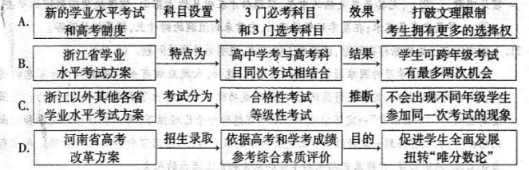 A. 新的学业水平考试和高考制度 科目设置 3门必考科目和3门选考科目 效果 打破文理限制 考生拥有更多的选择权
B. 浙江省学业水平考试方案 特点为 高中学考与高考科目同次考试相结合 结果 学生可跨年级考试 有最多两次机会
C. 浙江以外其他各省学业水平考试方案 考试分为 合格性考试 等级性考试 推断 不会出现不同年级学生参加同一次考试的现象
D. 河南省高考改革方案 招生录取 依据高考和学考成绩 参考综合素质评价 目的 促进学生全面发展 扭转“唯分数论”